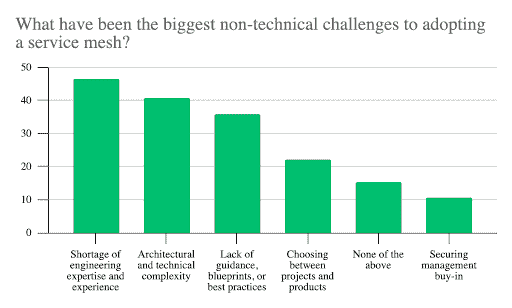 What have been the biggest non-technical challenges to adopting
a service mesh?
50
40
30
20
10
0
Shortage of
engineering
expertise and
experience
Architectural
and technical
complexity
Lack of
guidance,
blueprints, or
best practices
Choosing
between
projects and
products
None of the
above
Securing
management
buy-in